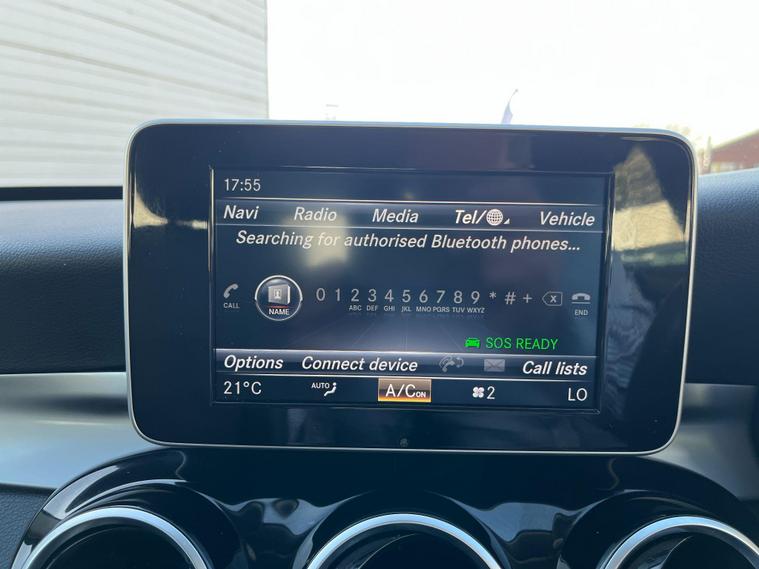 17:55
Navi Radio Media Tel/ Vehicle
Searching for authorised Bluetooth phones...
0 1 2 3 4 5 6 7 8 9 * # +
CALL NAME ABC DEF GHI JKL MNO PQRS TUV WXYZ END
SOS READY
Options Connect device Call lists
21°C AUTO A/C ON 2 LO